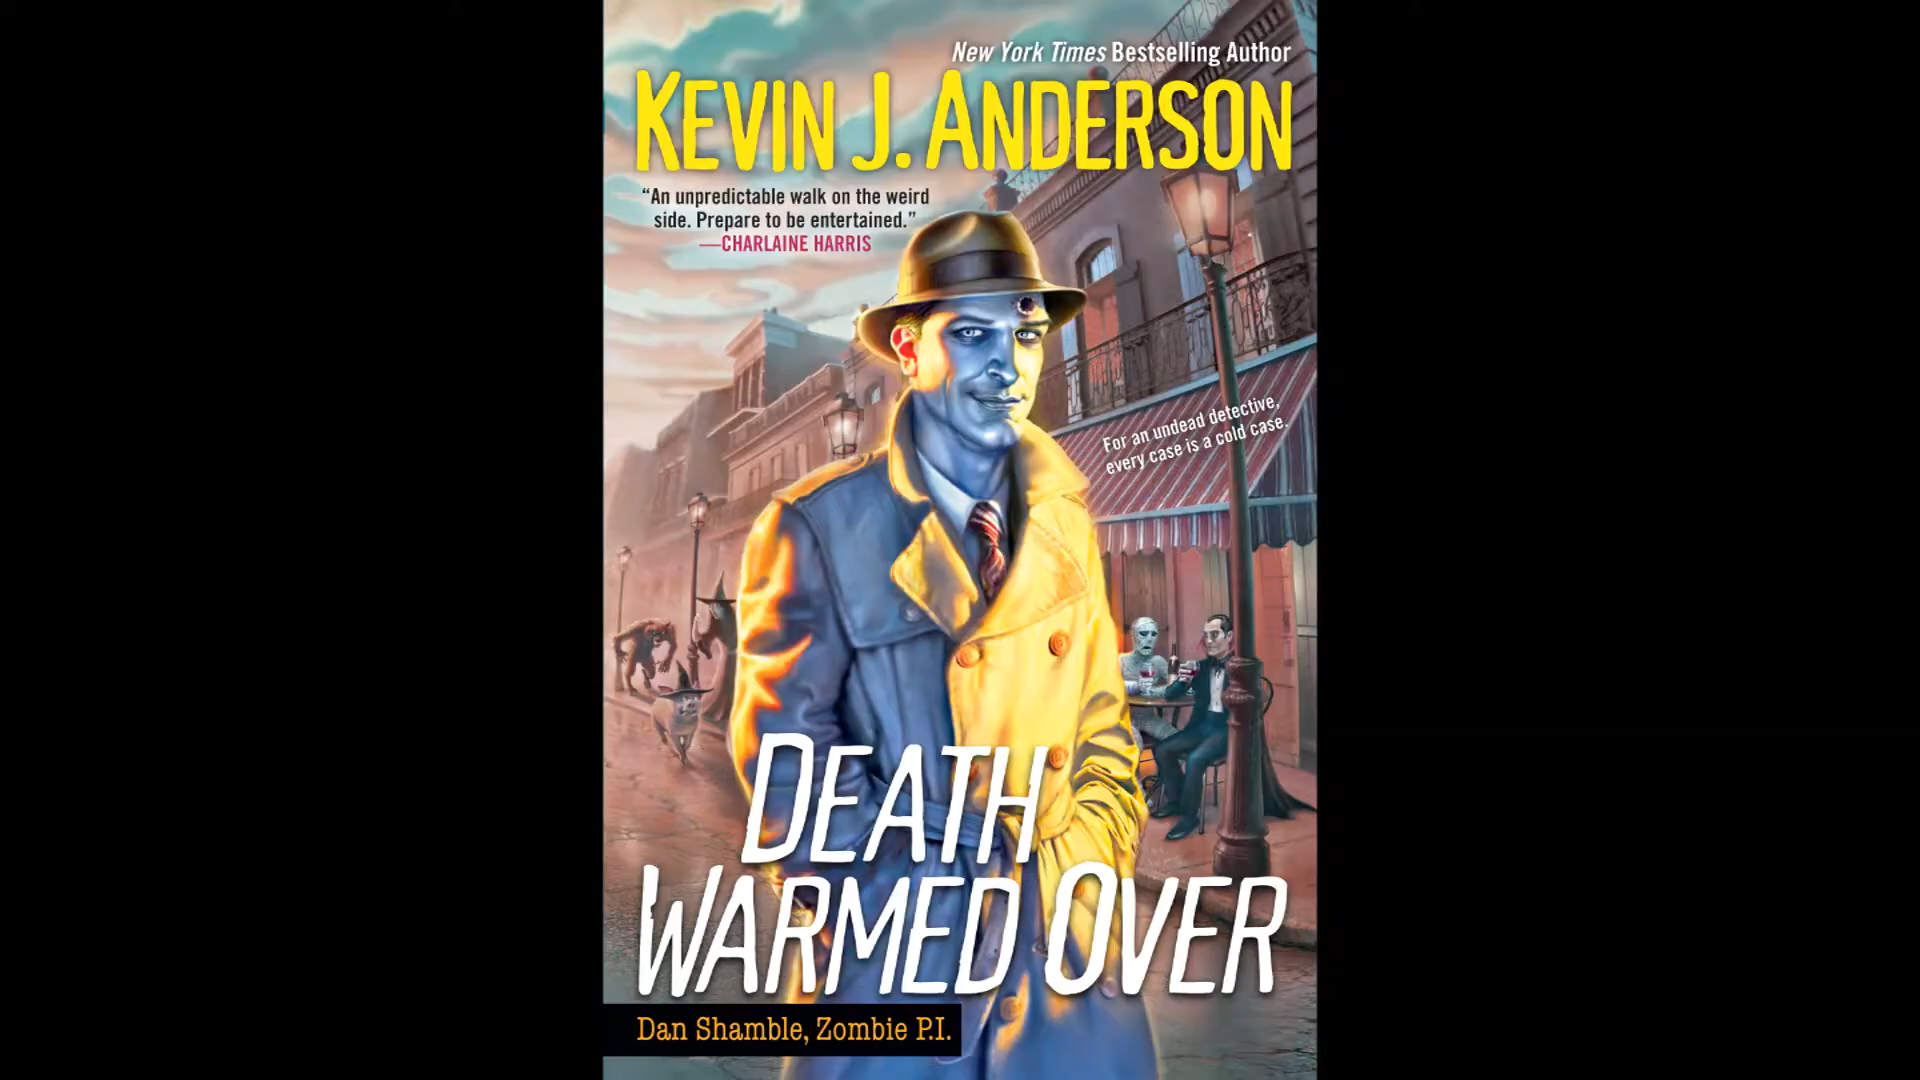 New York Times Bestselling Author
KEVIN J. ANDERSON
“An unpredictable walk on the weird
side. Prepare to be entertained.”
—CHARLAINE HARRIS
For an undead detective,
every case is a cold case.
DEATH
WARMED OVER
Dan Shamble, Zombie P.I.